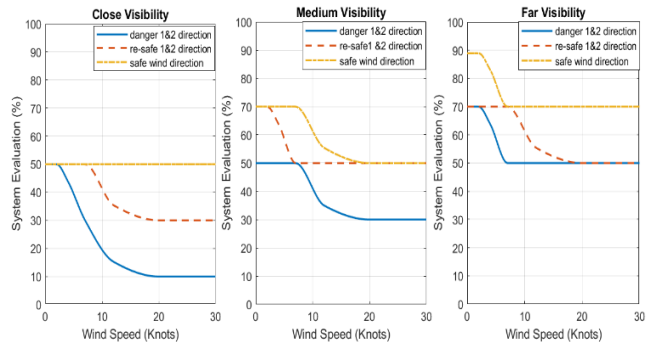 Close Visibility
danger 1&2 direction
re-safe 1&2 direction
safe wind direction
System Evaluation (%)
100
90
80
70
60
50
40
30
20
10
0
0 10 20 30
Wind Speed (Knots)
Medium Visibility
danger 1&2 direction
re-safe1 &2 direction
safe wind direction
System Evaluation (%)
100
90
80
70
60
50
40
30
20
10
0
0 10 20 30
Wind Speed (Knots)
Far Visibility
danger 1&2 direction
re-safe 1&2 direction
safe wind direction
System Evaluation (%)
100
90
80
70
60
50
40
30
20
10
0
0 10 20 30
Wind Speed (Knots)